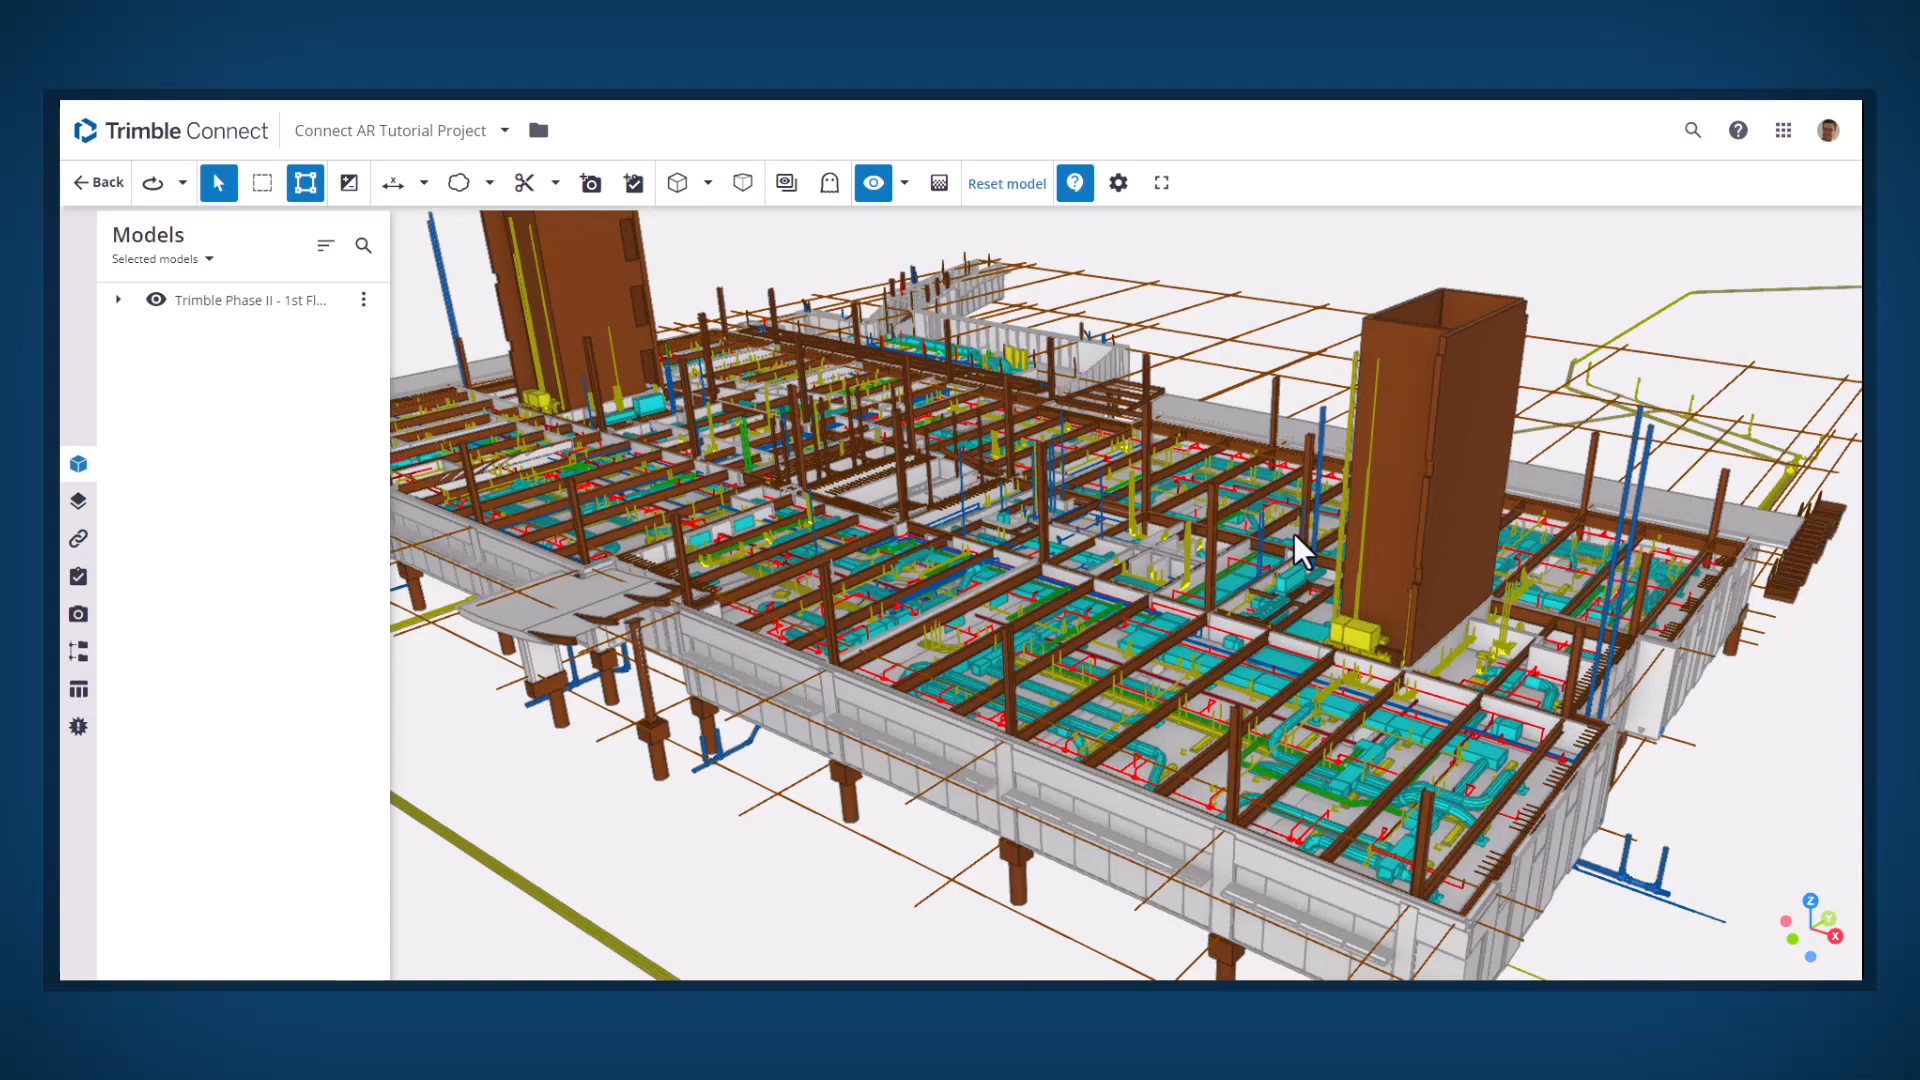 Trimble Connect
Connect AR Tutorial Project
Back
Reset model
Models
Selected models
Trimble Phase II - 1st Fl...
Z
Y
X